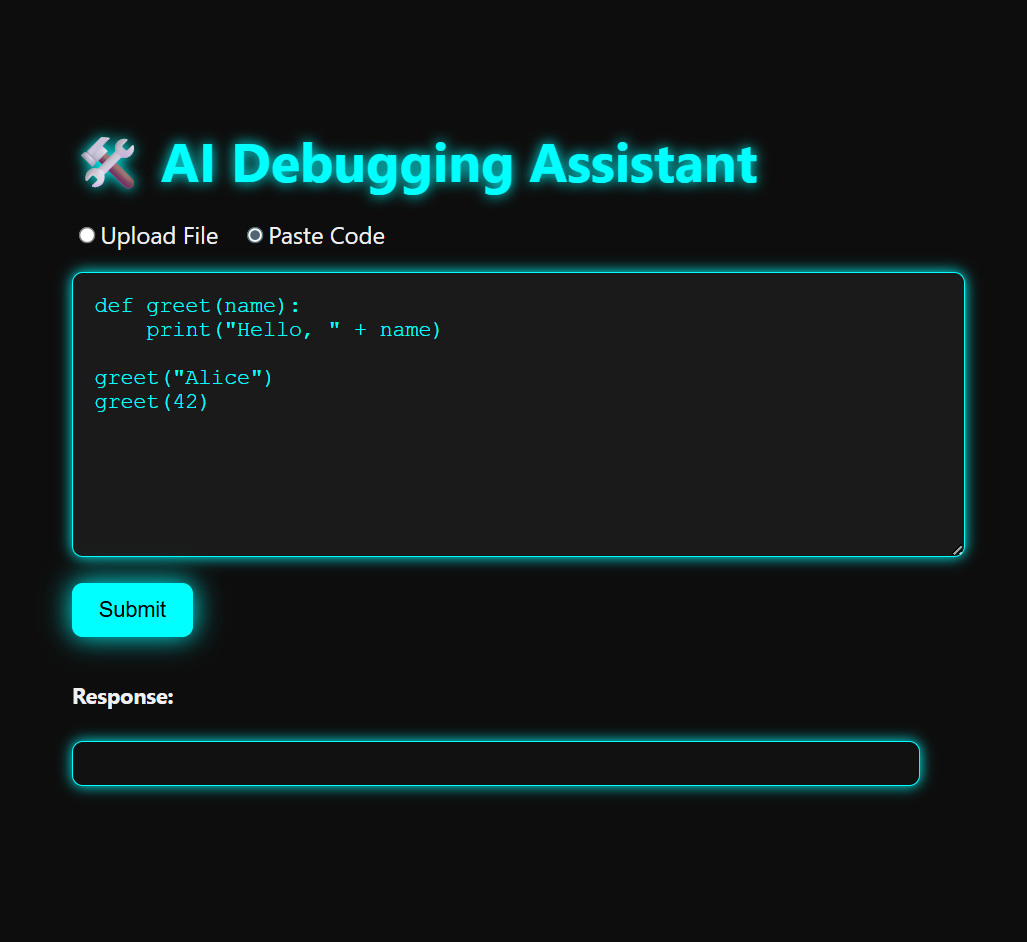 🛠️ AI Debugging Assistant
Upload File Paste Code
def greet(name):
    print("Hello, " + name)
greet("Alice")
greet(42)
Submit
Response: